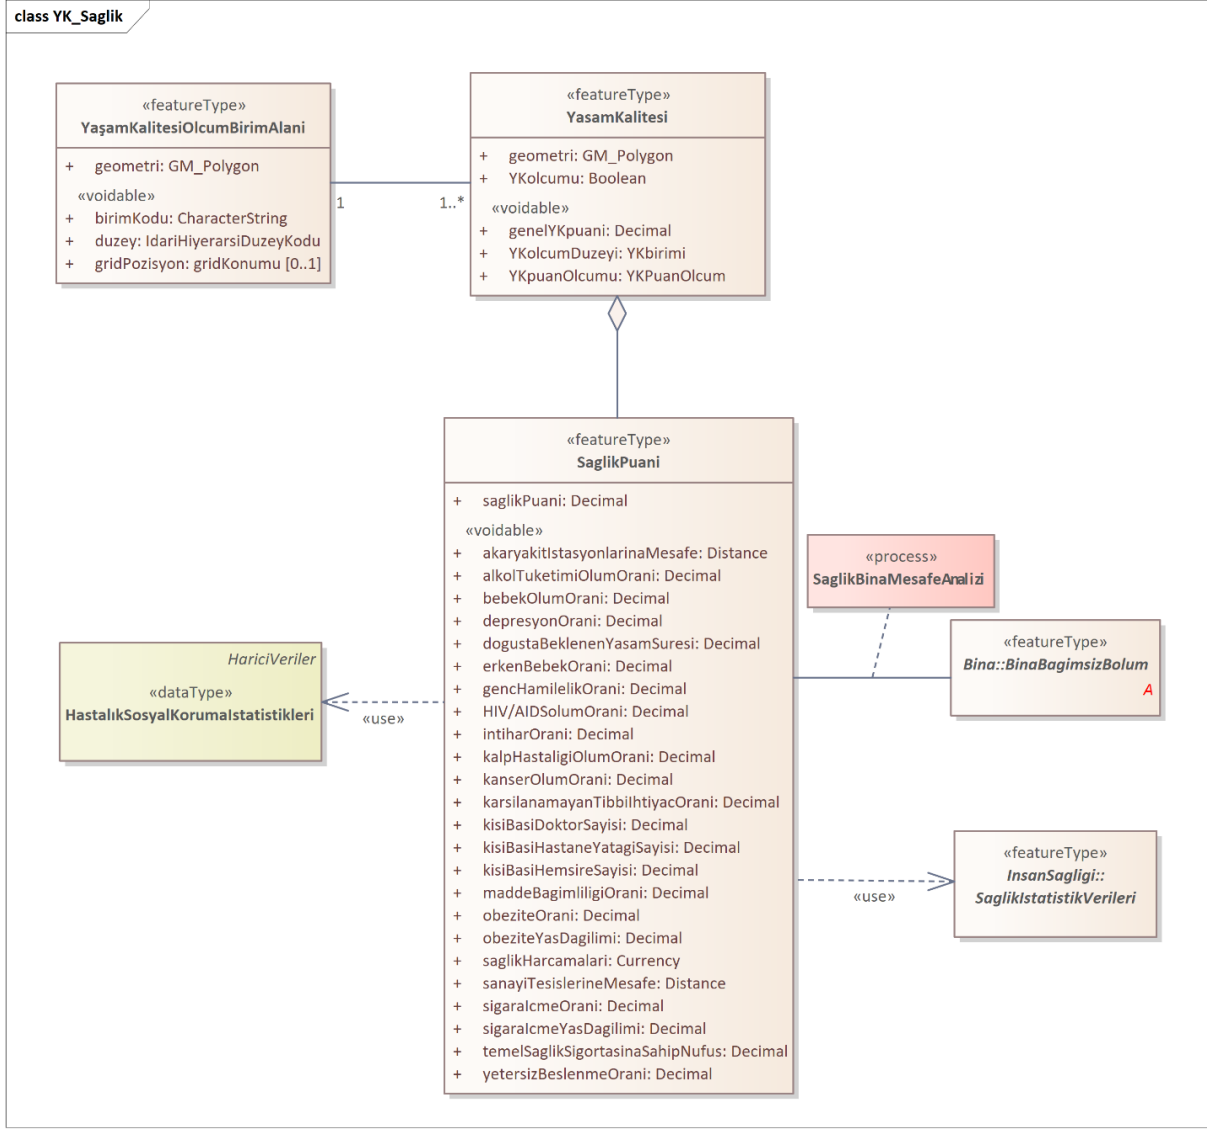 class YK_Saglik
«featureType»
YaşamKalitesiOlcumBirimAlani
+ geometri: GM_Polygon
«voidable»
+ birimKodu: CharacterString
+ duzey: IdariHiyerarsiDuzeyKodu
+ gridPozisyon: gridKonumu [0..1]
1
1..*
«featureType»
YasamKalitesi
+ geometri: GM_Polygon
+ YKolcumu: Boolean
«voidable»
+ genelYKpuani: Decimal
+ YKolcumDuzeyi: YKbirimi
+ YKpuanOlcumu: YKPuanOlcum
«featureType»
SaglikPuani
+ saglikPuani: Decimal
«voidable»
+ akaryakitIstasyonlarinaMesafe: Distance
+ alkolTuketimiOlumOrani: Decimal
+ bebekOlumOrani: Decimal
+ depresyonOrani: Decimal
+ dogustaBeklenenYasamSuresi: Decimal
+ erkenBebekOrani: Decimal
+ gencHamilelikOrani: Decimal
+ HIV/AIDSolumOrani: Decimal
+ intiharOrani: Decimal
+ kalpHastaligiOlumOrani: Decimal
+ kanserOlumOrani: Decimal
+ karsilanamayanTibbiIhtiyacOrani: Decimal
+ kisiBasiDoktorSayisi: Decimal
+ kisiBasiHastaneYatagiSayisi: Decimal
+ kisiBasiHemsireSayisi: Decimal
+ maddeBagimliligiOrani: Decimal
+ obeziteOrani: Decimal
+ obeziteYasDagilimi: Decimal
+ saglikHarcamalari: Currency
+ sanayiTesislerineMesafe: Distance
+ sigaraIcmeOrani: Decimal
+ sigaraIcmeYasDagilimi: Decimal
+ temelSaglikSigortasinaSahipNufus: Decimal
+ yetersizBeslenmeOrani: Decimal
«process»
SaglikBinaMesafeAnalizi
«featureType»
Bina::BinaBagimsizBolum
A
HariciVeriler
«dataType»
HastalıkSosyalKorumaIstatistikleri
«use»
«use»
«featureType»
InsanSagligi::
SaglikIstatistikVerileri